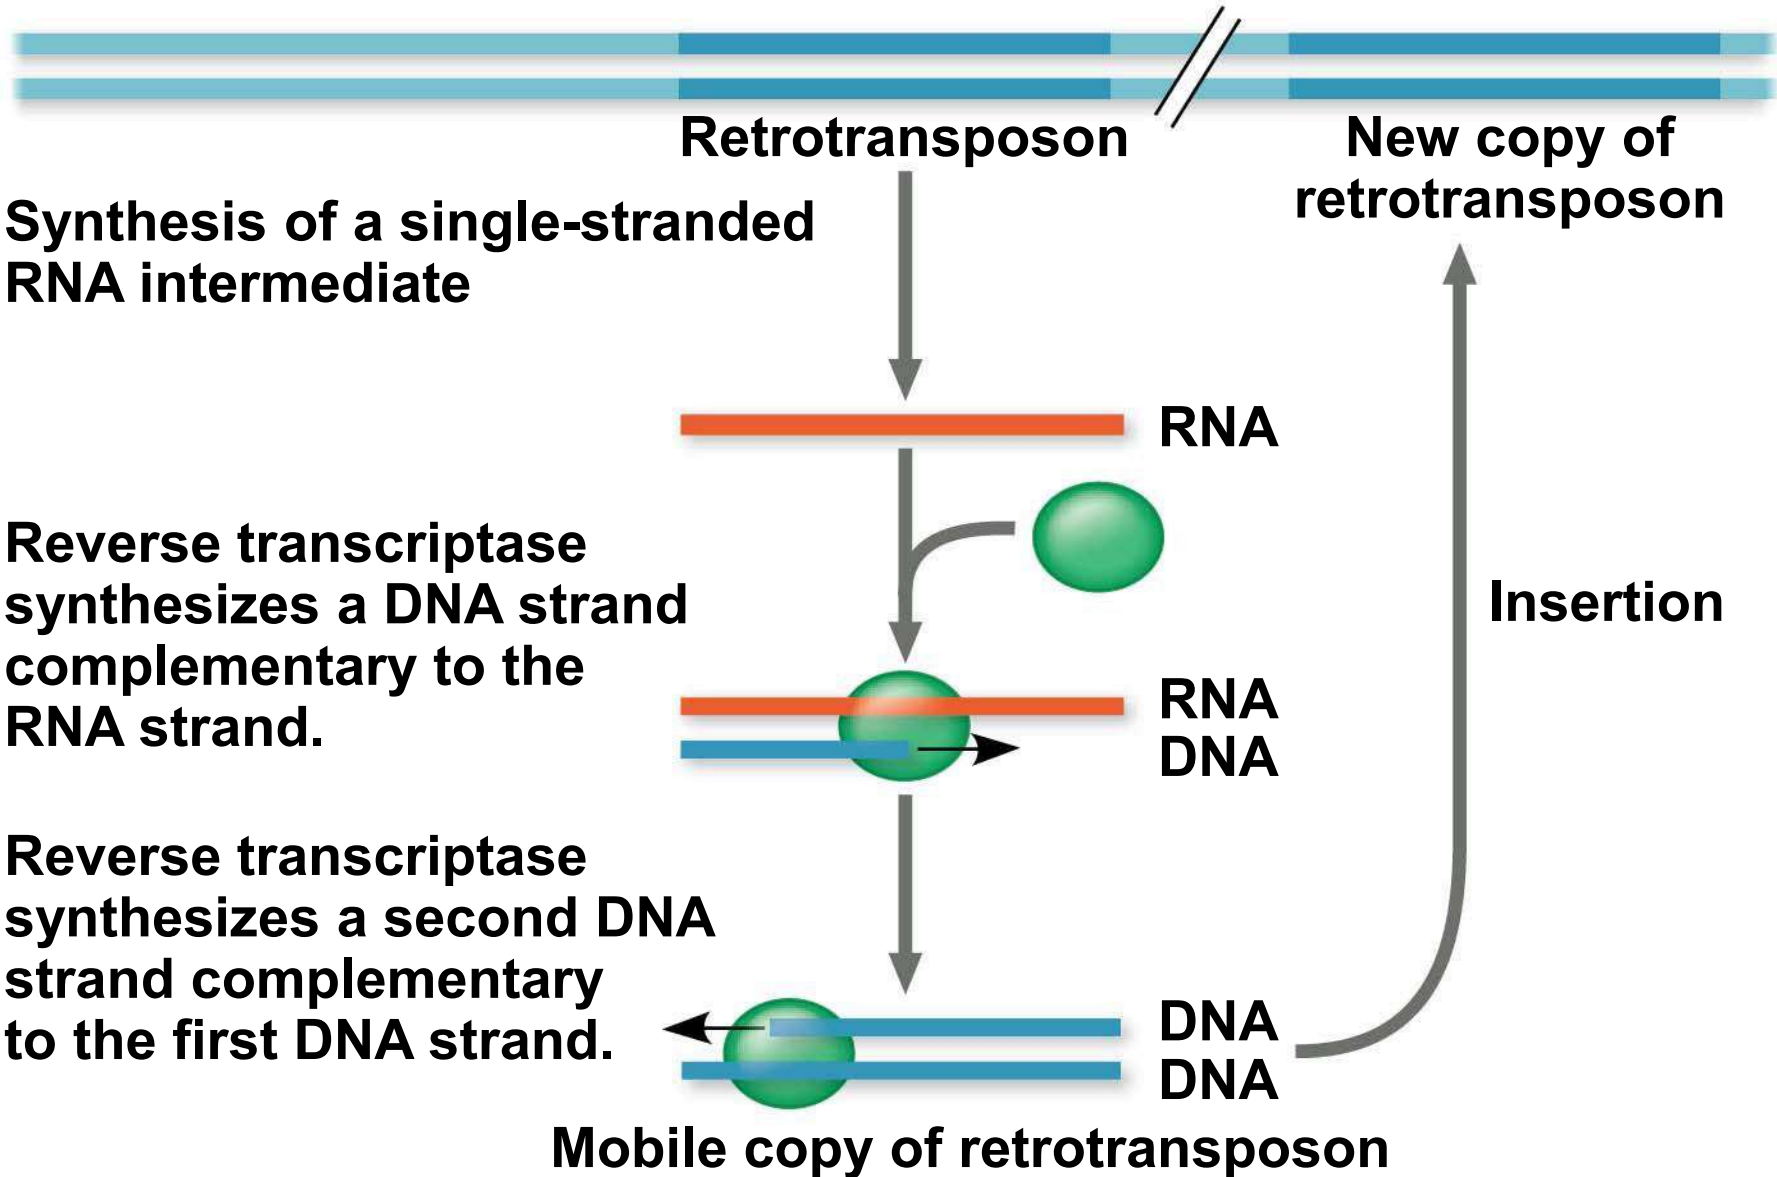 Retrotransposon
New copy of
retrotransposon
Synthesis of a single-stranded
RNA intermediate
RNA
Reverse transcriptase
synthesizes a DNA strand
complementary to the
RNA strand.
Insertion
RNA
DNA
Reverse transcriptase
synthesizes a second DNA
strand complementary
to the first DNA strand.
DNA
DNA
Mobile copy of retrotransposon